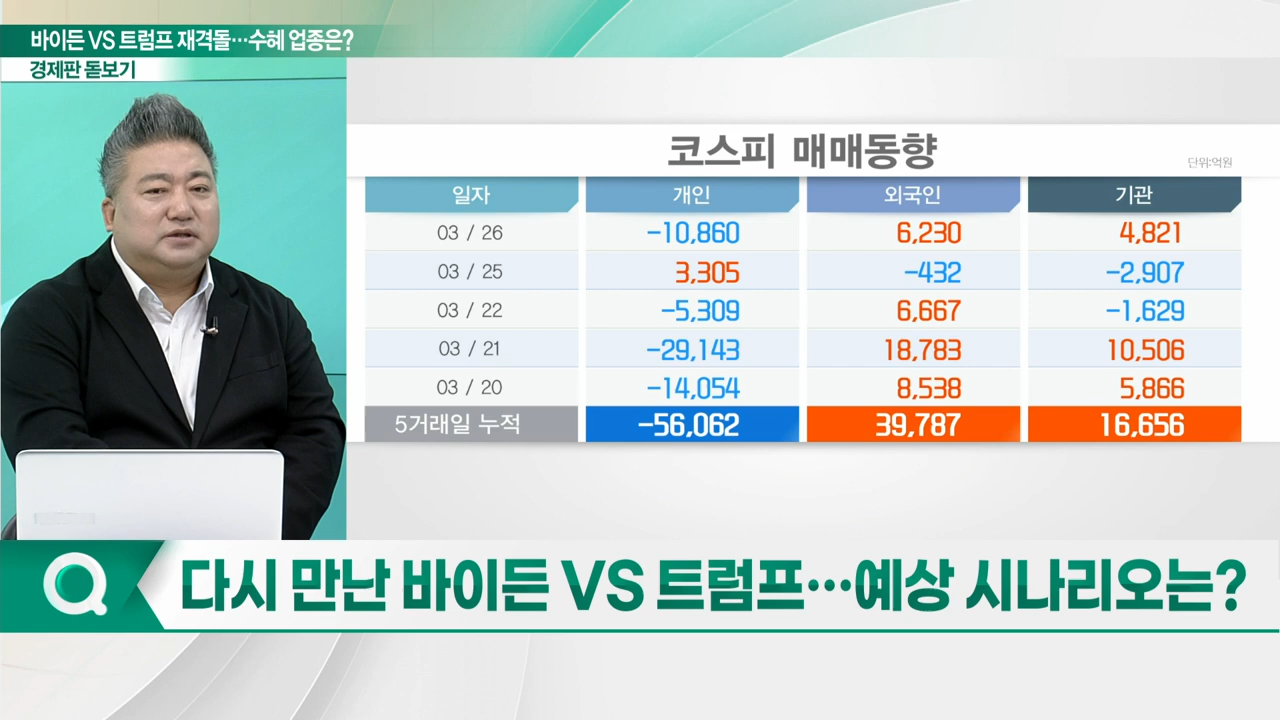 바이든 VS 트럼프 재격돌…수혜 업종은?
경제판 돋보기
코스피 매매동향
단위:억원
일자 개인 외국인 기관
03 / 26 -10,860 6,230 4,821
03 / 25 3,305 -432 -2,907
03 / 22 -5,309 6,667 -1,629
03 / 21 -29,143 18,783 10,506
03 / 20 -14,054 8,538 5,866
5거래일 누적 -56,062 39,787 16,656
다시 만난 바이든 VS 트럼프…예상 시나리오는?